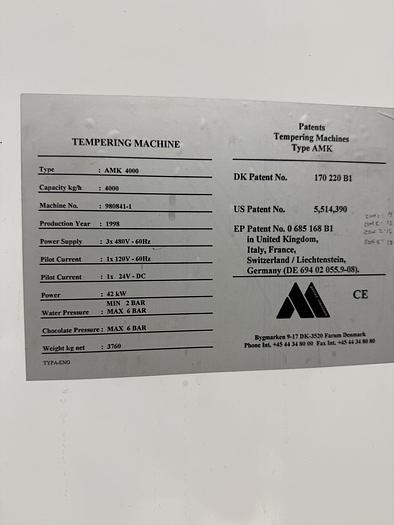 TEMPERING MACHINE
Type : AMK 4000
Capacity kg/h : 4000
Machine No. : 980841-1
Production Year : 1998
Power Supply : 3x 480V - 60Hz
Pilot Current : 1x 120V - 60Hz
Pilot Current : 1x 24V - DC
Power : 42 kW
MIN 2 BAR
Water Pressure : MAX 6 BAR
Chocolate Pressure : MAX 6 BAR
Weight kg net : 3760
TYPA-ENG
Patents
Tempering Machines
Type AMK
DK Patent No. 170 220 B1
US Patent No. 5,514,390
EP Patent No. 0 685 168 B1
in United Kingdom,
Italy, France,
Switzerland / Liechtenstein,
Germany (DE 694 02 055.9-08).
CE
Bygmarken 9-17 DK-3520 Farum Denmark
Phone Int. +45 44 34 80 00 Fax Int. +45 44 34 80 80